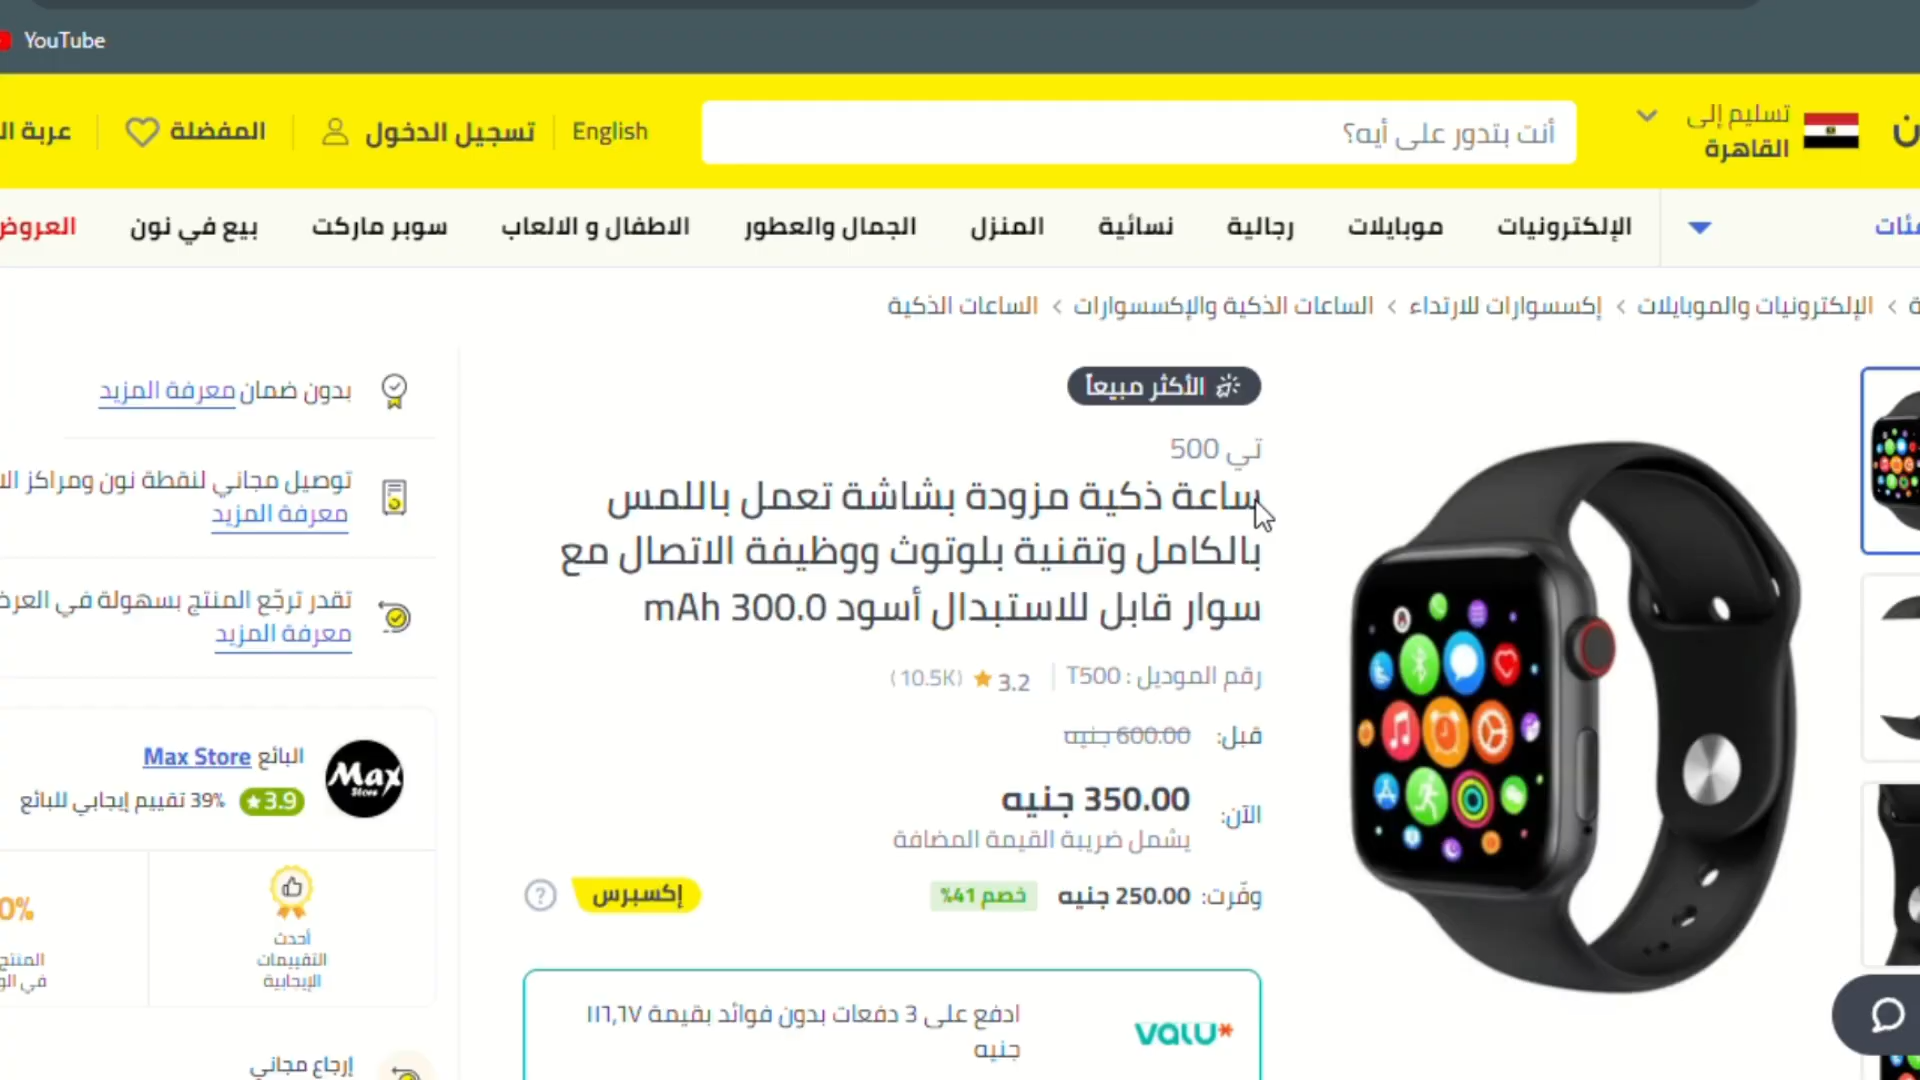 YouTube
تسليم إلى
القاهرة
أنت بتدور على أيه؟
English
تسجيل الدخول
المفضلة
عربة
الإلكترونيات
موبايلات
رجالية
نسائية
المنزل
الجمال والعطور
الاطفال و الالعاب
سوبر ماركت
بيع في نون
العروض
الإلكترونيات والموبايلات › إكسسوارات للارتداء › الساعات الذكية والإكسسوارات › الساعات الذكية
الأكثر مبيعاً
تي 500
ساعة ذكية مزودة بشاشة تعمل باللمس
بالكامل وتقنية بلوتوث ووظيفة الاتصال مع
سوار قابل للاستبدال أسود 300.0 mAh
رقم الموديل : T500
3.2 (10.5K)
قبل: 600.00 جنيه
الآن: 350.00 جنيه
يشمل ضريبة القيمة المضافة
وفّرت: 250.00 جنيه خصم 41%
إكسبرس
ادفع على 3 دفعات بدون فوائد بقيمة ١١٦,٦٧
جنيه
valu*
بدون ضمان معرفة المزيد
توصيل مجاني لنقطة نون ومراكز
معرفة المزيد
تقدر ترجّع المنتج بسهولة في
معرفة المزيد
Max
Store
البائع Max Store
3.9 39% تقييم إيجابي للبائع
أحدث
التقييمات
الإيجابية
0%
المنتج
في
إرجاع مجاني